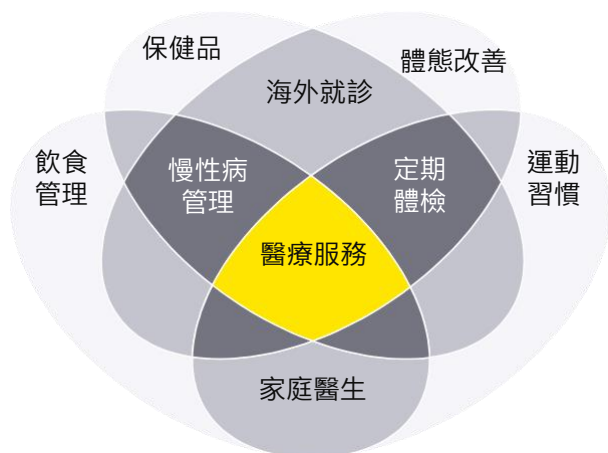 保健品
體態改善
海外就診
飲食
管理
慢性病
管理
定期
體檢
運動
習慣
醫療服務
家庭醫生